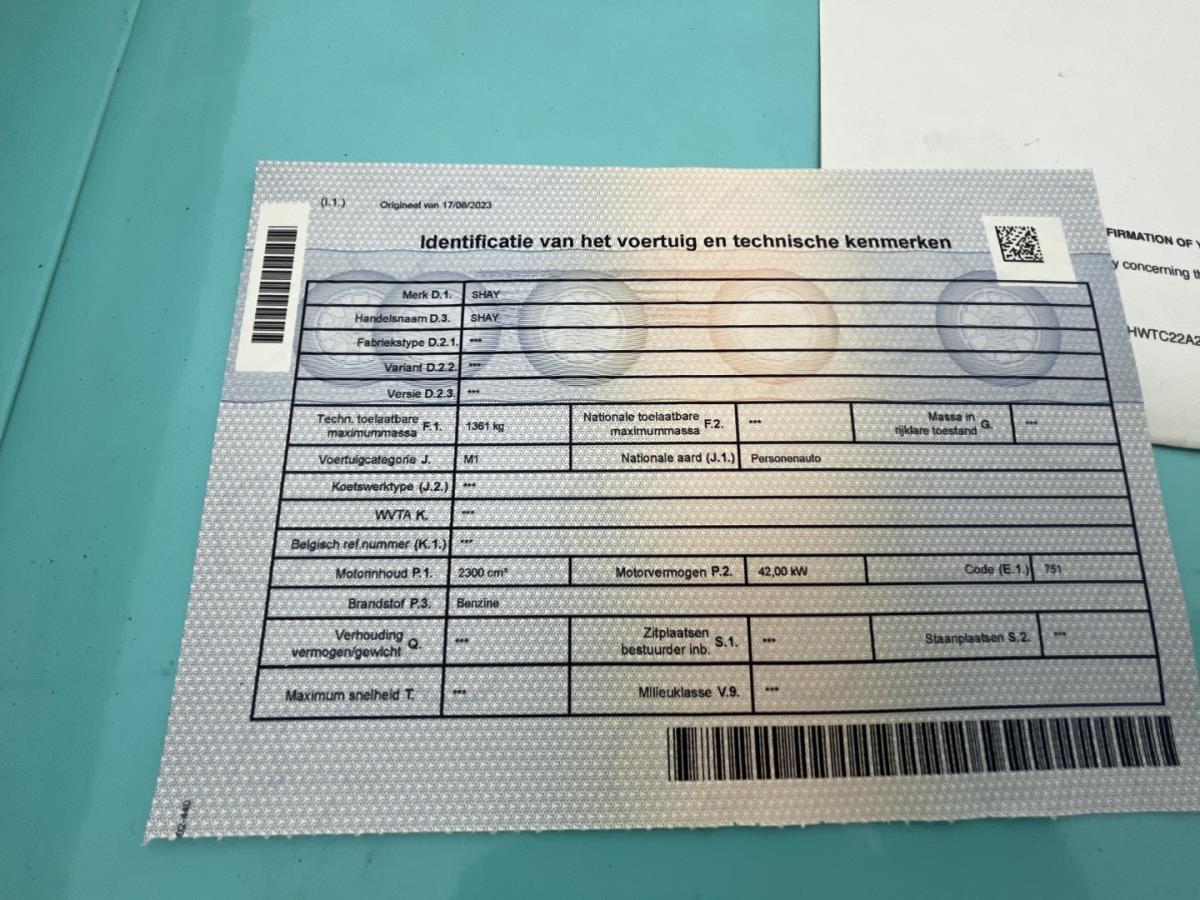 (I.1.) Origineel van 17/08/2023
Identificatie van het voertuig en technische kenmerken
Merk D.1. SHAY
Handelsnaam D.3. SHAY
Fabriekstype D.2.1. ***
Variant D.2.2. ***
Versie D.2.3. ***
Techn. toelaatbare maximummassa F.1. 1361 kg Nationale toelaatbare maximummassa F.2. *** Massa in rijklare toestand G. ***
Voertuigcategorie J. M1 Nationale aard (J.1.) Personenauto
Koetswerktype (J.2.) ***
WVTA K. ***
Belgisch ref.nummer (K.1.) ***
Motorinhoud P.1. 2300 cm³ Motorvermogen P.2. 42,00 kW Code (E.1.) 751
Brandstof P.3. Benzine
Verhouding vermogen/gewicht Q. *** Zitplaatsen bestuurder inb. S.1. *** Staanplaatsen S.2. ***
Maximum snelheid T. *** Milieuklasse V.9. ***
FIRMATION OF
y concerning th
HWTC22A2